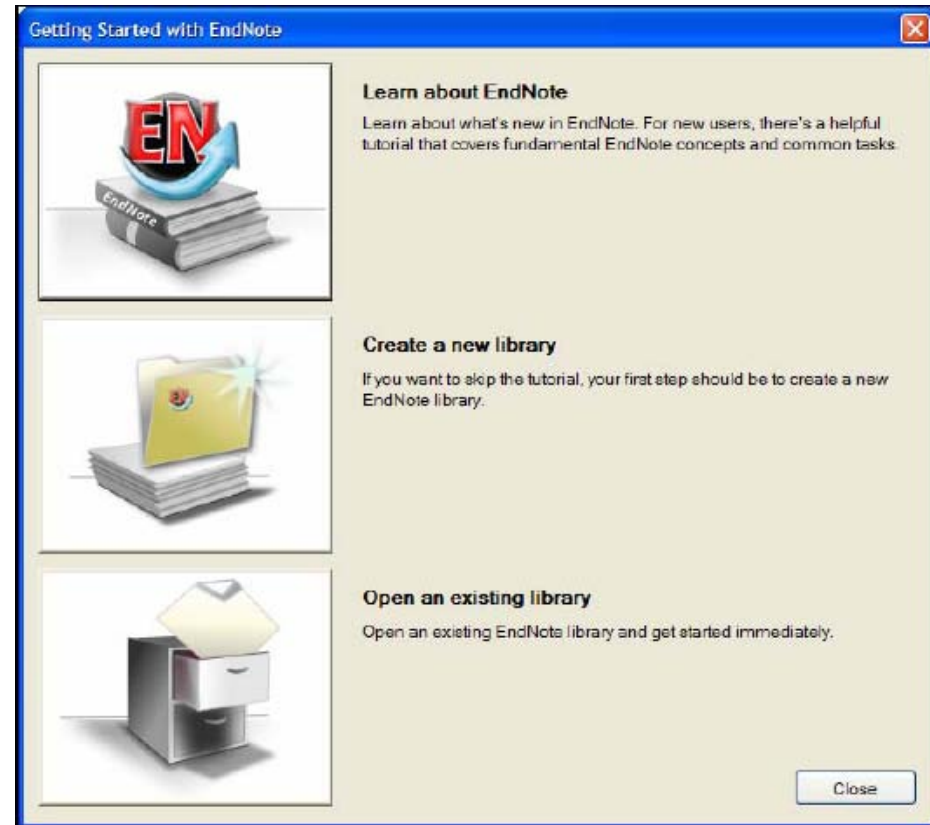 Getting Started with EndNote
EN
EndNote
Learn about EndNote
Learn about what's new in EndNote. For new users, there's a helpful
tutorial that covers fundamental EndNote concepts and common tasks.
Create a new library
If you want to skip the tutorial, your first step should be to create a new
EndNote library.
EN
Open an existing library
Open an existing EndNote library and get started immediately.
Close